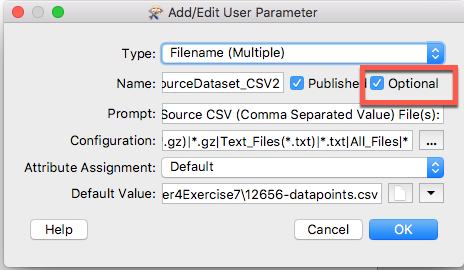 Add/Edit User Parameter
Type: Filename (Multiple)
Name: ourceDataset_CSV2 Published Optional
Prompt: Source CSV (Comma Separated Value) File(s):
Configuration: .gz)|*.gz|Text_Files(*.txt)|*.txt|All_Files|* ...
Attribute Assignment: Default
Default Value: er4Exercise7\12656-datapoints.csv
Help Cancel OK